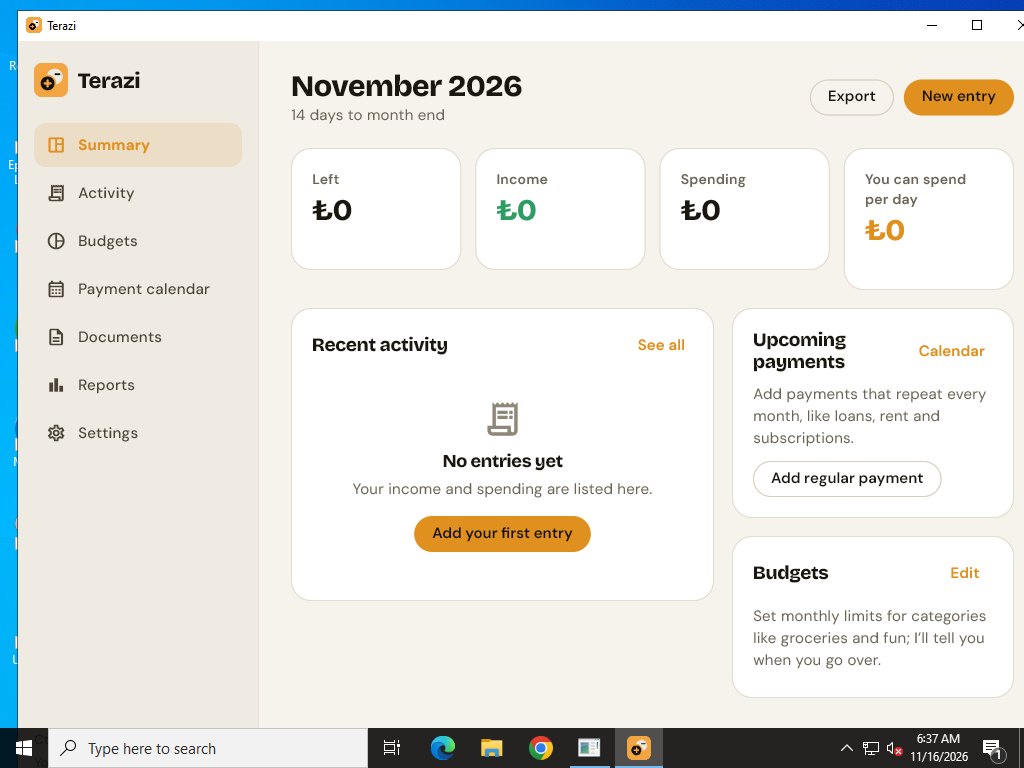 Terazi
Terazi
Summary
Activity
Budgets
Payment calendar
Documents
Reports
Settings
November 2026
14 days to month end
Export
New entry
Left
₺0
Income
₺0
Spending
₺0
You can spend
per day
₺0
Recent activity
See all
No entries yet
Your income and spending are listed here.
Add your first entry
Upcoming
payments
Calendar
Add payments that repeat every
month, like loans, rent and
subscriptions.
Add regular payment
Budgets
Edit
Set monthly limits for categories
like groceries and fun; I'll tell you
when you go over.
Type here to search
6:37 AM
11/16/2026
1